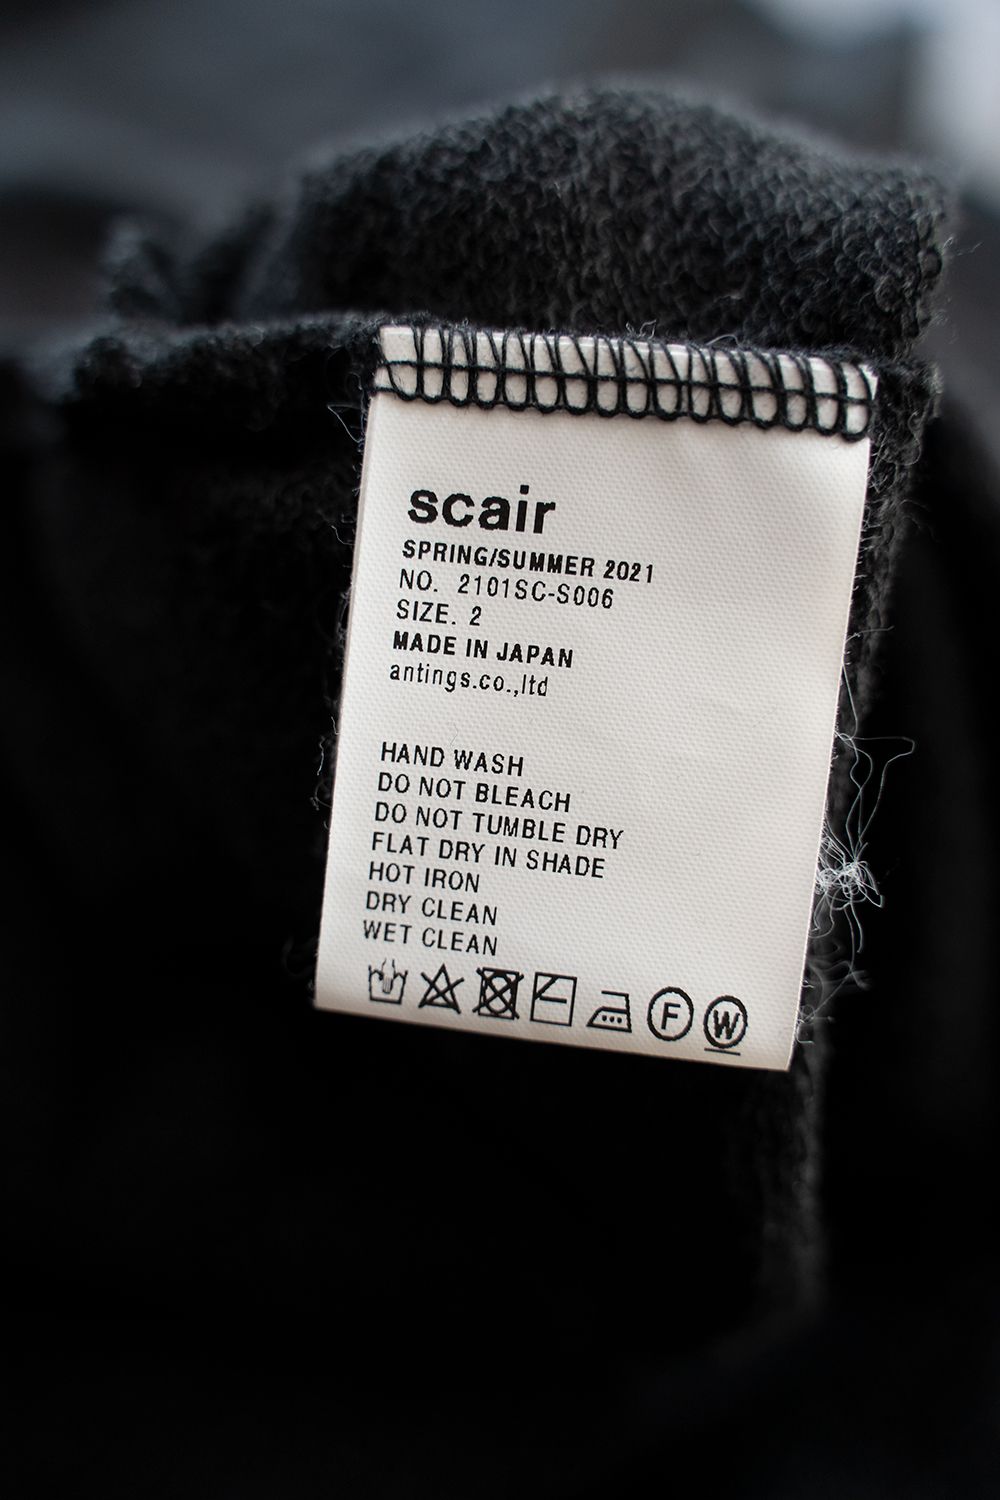 scair
SPRING/SUMMER 2021
NO. 2101SC-S006
SIZE. 2
MADE IN JAPAN
antings.co.,ltd
HAND WASH
DO NOT BLEACH
DO NOT TUMBLE DRY
FLAT DRY IN SHADE
HOT IRON
DRY CLEAN
WET CLEAN
F W